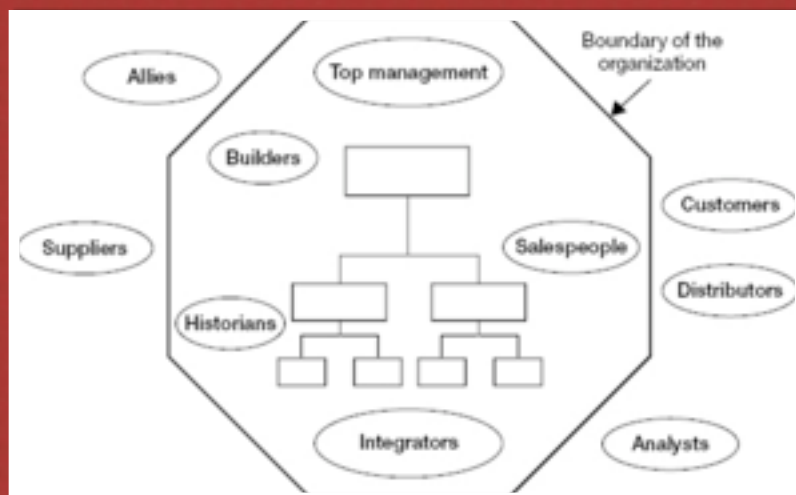 Boundary of the
organization
Allies
Top management
Builders
Customers
Suppliers
Salespeople
Distributors
Historians
Integrators
Analysts